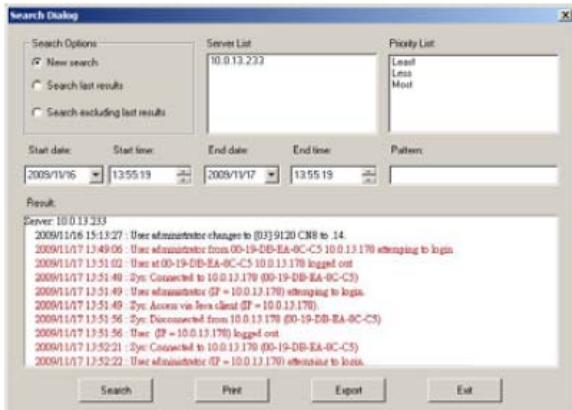 Search Dialog
Search Options
New search
Search last results
Search excluding last results
Server List
10.0.13.233
Priority List:
Least
Less
Most
Start date:
Start time:
End date:
End time:
Pattern:
2009/11/16
13:55:19
2009/11/17
13:55:19
Result:
Server: 10.0.13.233
2009/11/16 15:13:27 : User administrator changes to [03] 9120 CN8 to .14.
2009/11/17 13:49:06 : User administrator from 00-19-DB-EA-0C-C5 10.0.13.178 attemping to login
2009/11/17 13:51:02 : User at 00-19-DB-EA-0C-C5 10.0.13.178 logged out
2009/11/17 13:51:48 : Sys: Connected to 10.0.13.178 (00-19-DB-EA-0C-C5)
2009/11/17 13:51:49 : User administrator (IP = 10.0.13.178) attemping to login.
2009/11/17 13:51:49 : Sys: Access via Java client (IP = 10.0.13.178).
2009/11/17 13:51:56 : Sys: Disconnected from 10.0.13.178 (00-19-DB-EA-0C-C5)
2009/11/17 13:51:56 : User (IP = 10.0.13.178) logged out
2009/11/17 13:52:21 : Sys: Connected to 10.0.13.178 (00-19-DB-EA-0C-C5)
2009/11/17 13:52:22 : User administrator (IP = 10.0.13.178) attemping to login.
Search
Print
Export
Exit